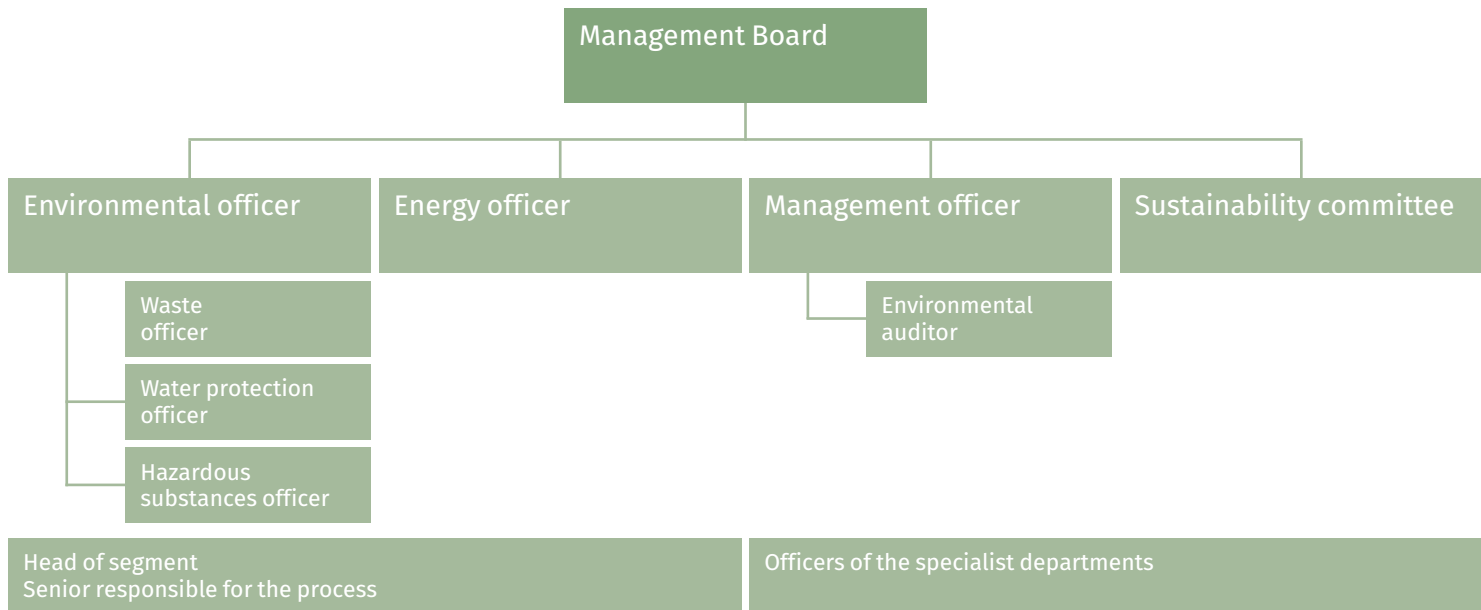 Management Board
Environmental officer
Energy officer
Management officer
Sustainability committee
Waste
officer
Environmental
auditor
Water protection
officer
Hazardous
substances officer
Head of segment
Senior responsible for the process
Officers of the specialist departments